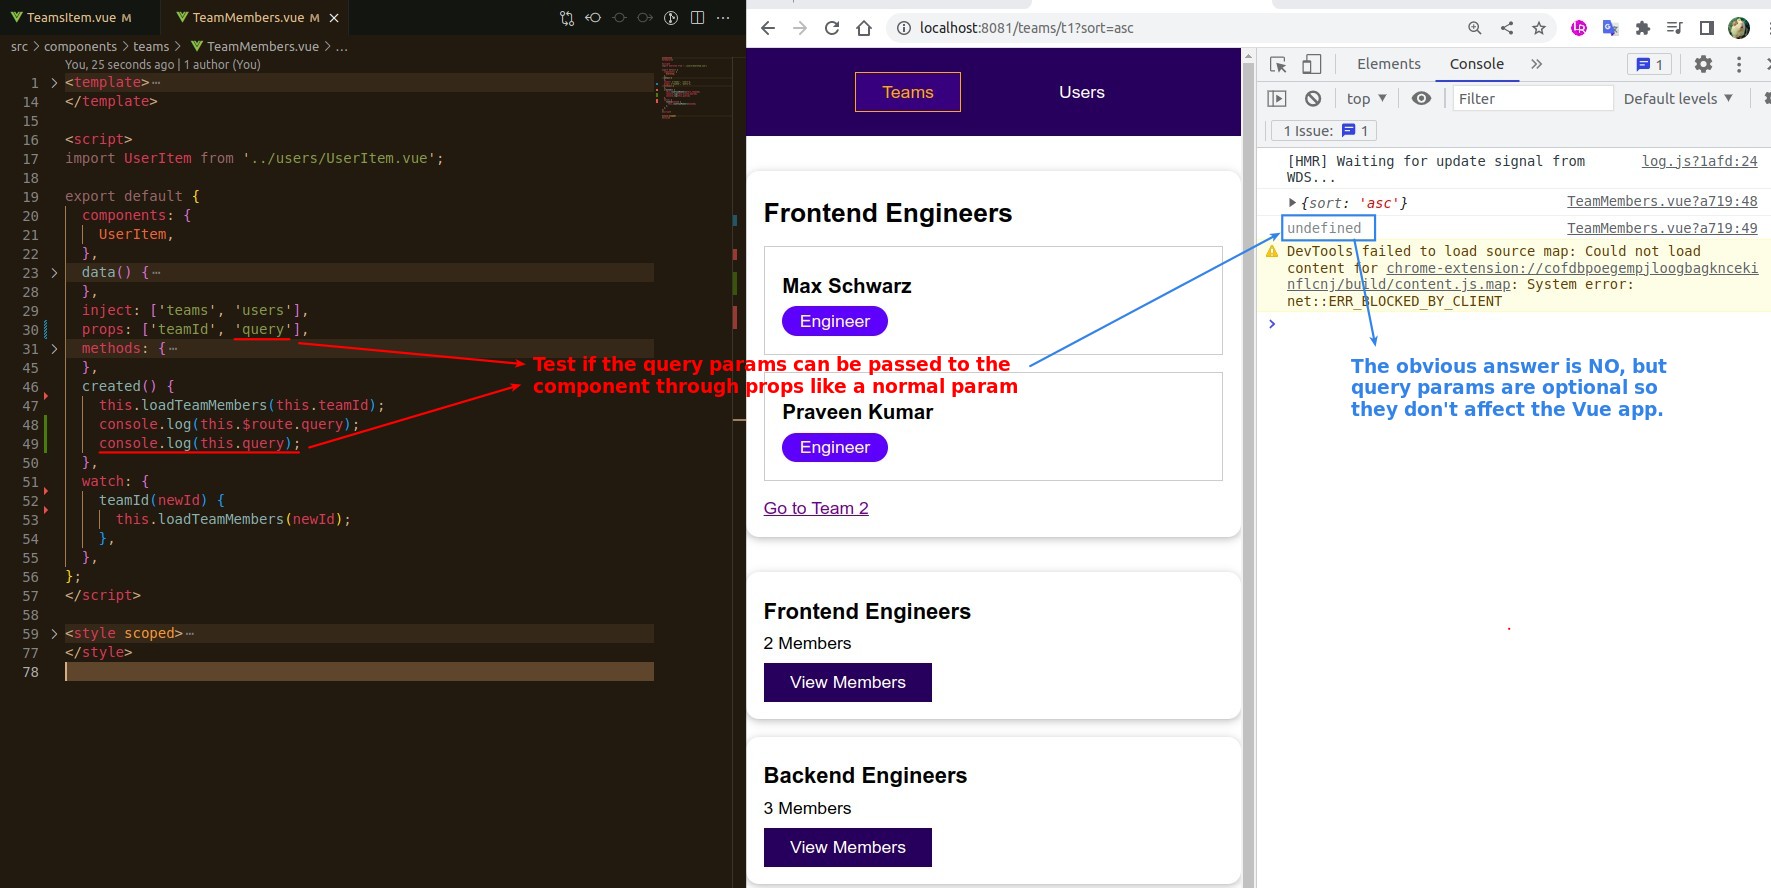 TeamsItem.vue M
TeamMembers.vue M
src > components > teams > TeamMembers.vue > ...
You, 25 seconds ago | 1 author (You)
1 <template>…
14 </template>
15
16 <script>
17 import UserItem from '../users/UserItem.vue';
18
19 export default {
20 components: {
21 UserItem,
22 },
23 data() {…
28 },
29 inject: ['teams', 'users'],
30 props: ['teamId', 'query'],
31 methods: {…
45 },
46 created() {
47 this.loadTeamMembers(this.teamId);
48 console.log(this.$route.query);
49 console.log(this.query);
50 },
51 watch: {
52 teamId(newId) {
53 this.loadTeamMembers(newId);
54 },
55 },
56 };
57 </script>
58
59 <style scoped>…
77 </style>
78
Test if the query params can be passed to the
component through props like a normal param
localhost:8081/teams/t1?sort=asc
Teams
Users
Frontend Engineers
Max Schwarz
Engineer
Praveen Kumar
Engineer
Go to Team 2
Frontend Engineers
2 Members
View Members
Backend Engineers
3 Members
View Members
Elements
Console
1
top
Filter
Default levels
1 Issue: 1
[HMR] Waiting for update signal from log.js?1afd:24
WDS...
{sort: 'asc'} TeamMembers.vue?a719:48
undefined TeamMembers.vue?a719:49
DevTools failed to load source map: Could not load
content for chrome-extension://cofdbpoegempjloogbagknceki
nflcnj/build/content.js.map: System error:
net::ERR_BLOCKED_BY_CLIENT
The obvious answer is NO, but
query params are optional so
they don't affect the Vue app.